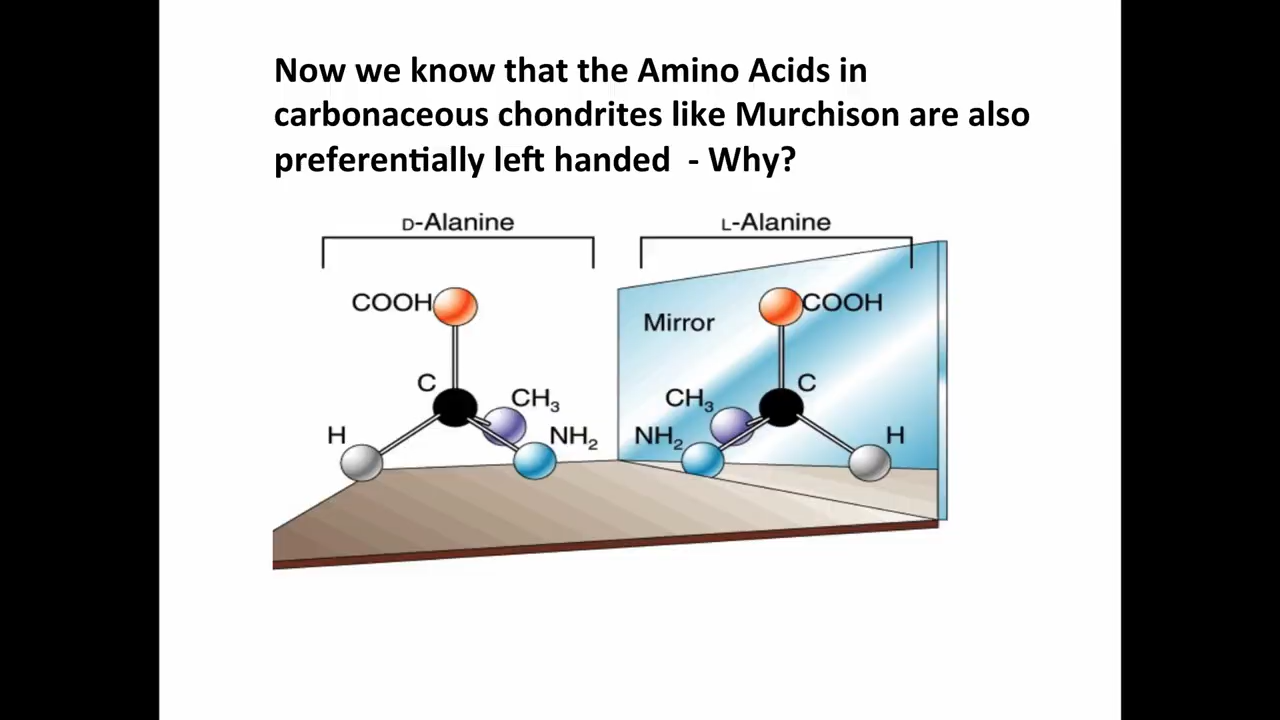 Now we know that the Amino Acids in
carbonaceous chondrites like Murchison are also
preferentially left handed - Why?
D-Alanine
L-Alanine
COOH
COOH
Mirror
C
C
CH₃
CH₃
H
NH₂
NH₂
H